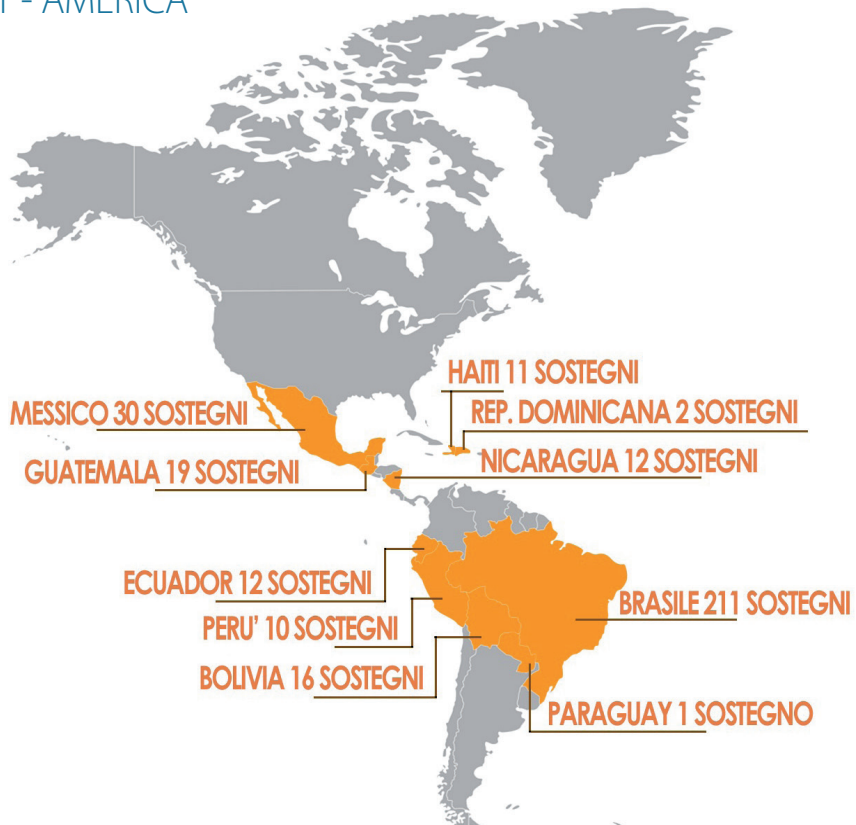 - AMERICA
HAITI 11 SOSTEGNI
MESSICO 30 SOSTEGNI
REP. DOMINICANA 2 SOSTEGNI
GUATEMALA 19 SOSTEGNI
NICARAGUA 12 SOSTEGNI
ECUADOR 12 SOSTEGNI
BRASILE 211 SOSTEGNI
PERU' 10 SOSTEGNI
BOLIVIA 16 SOSTEGNI
PARAGUAY 1 SOSTEGNO